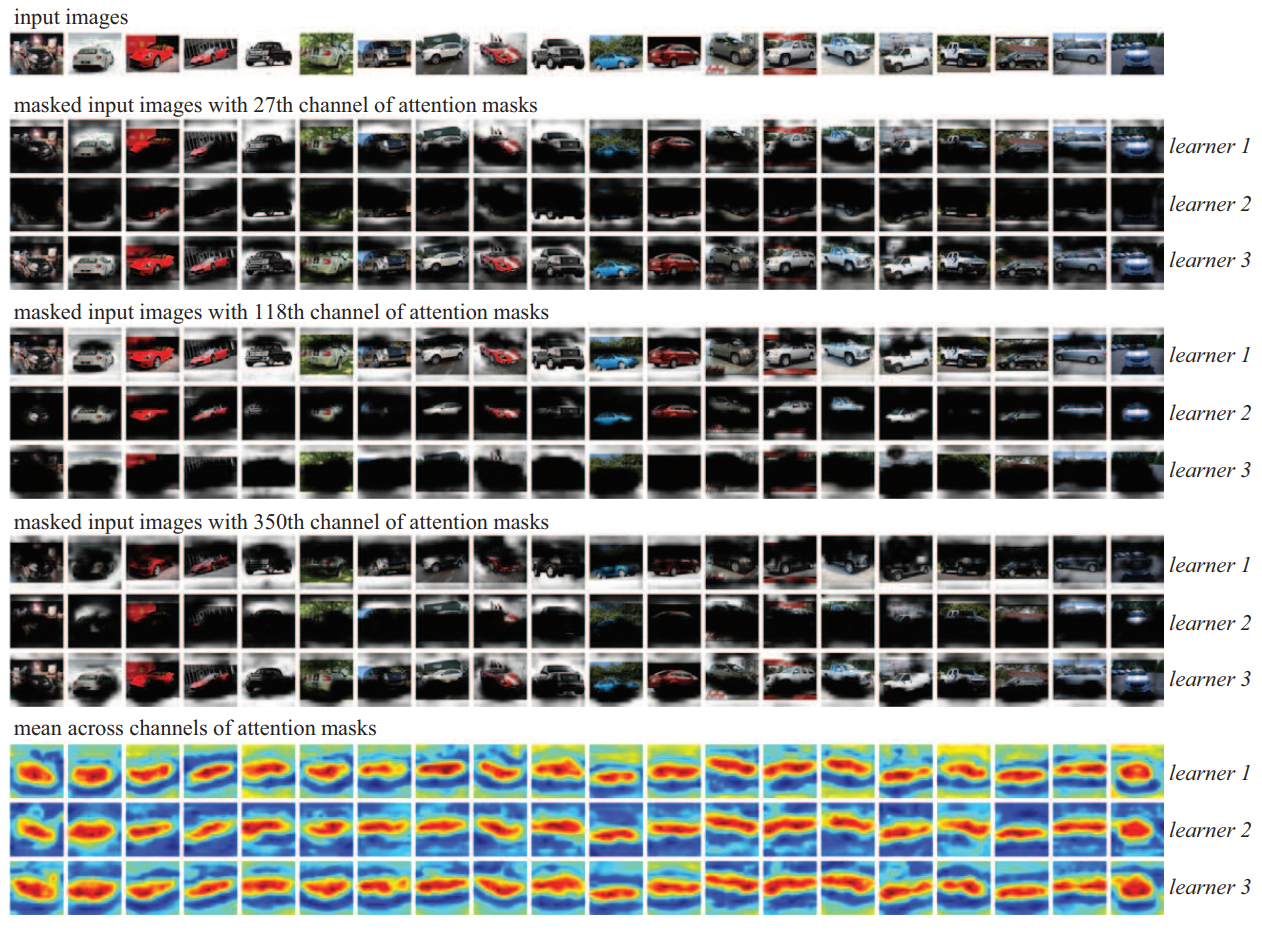 input images
masked input images with 27th channel of attention masks
learner 1
learner 2
learner 3
masked input images with 118th channel of attention masks
learner 1
learner 2
learner 3
masked input images with 350th channel of attention masks
learner 1
learner 2
learner 3
mean across channels of attention masks
learner 1
learner 2
learner 3